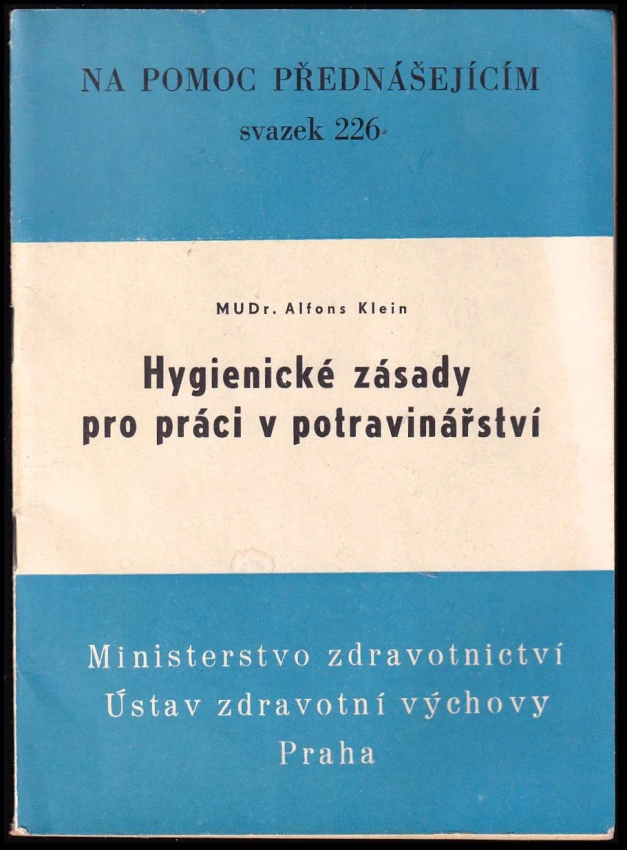 NA POMOC PŘEDNÁŠEJÍCÍM
svazek 226
MUDr. Alfons Klein
Hygienické zásady
pro práci v potravinářství
Ministerstvo zdravotnictví
Ústav zdravotní výchovy
Praha